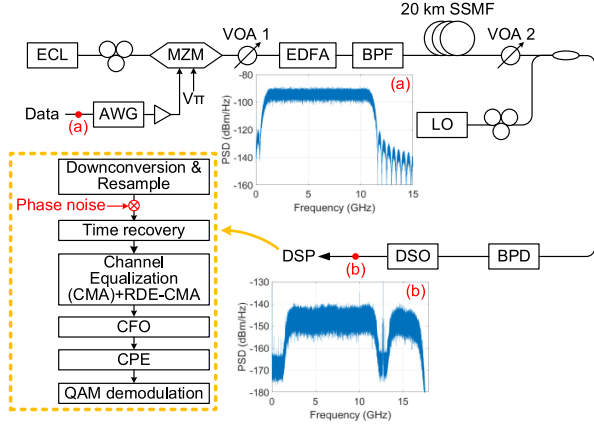 20 km SSMF
ECL
MZM
VOA 1
EDFA
BPF
VOA 2
Vπ
Data
(a)
AWG
LO
(a)
-80
-100
-120
-140
-160
PSD (dBm/Hz)
0
5
10
15
Frequency (GHz)
Downconversion &
Resample
Phase noise
Time recovery
Channel
Equalization
(CMA)+RDE-CMA
CFO
CPE
QAM demodulation
DSP
(b)
DSO
BPD
(b)
-130
-140
-150
-160
-170
-180
PSD (dBm/Hz)
0
5
10
15
Frequency (GHz)